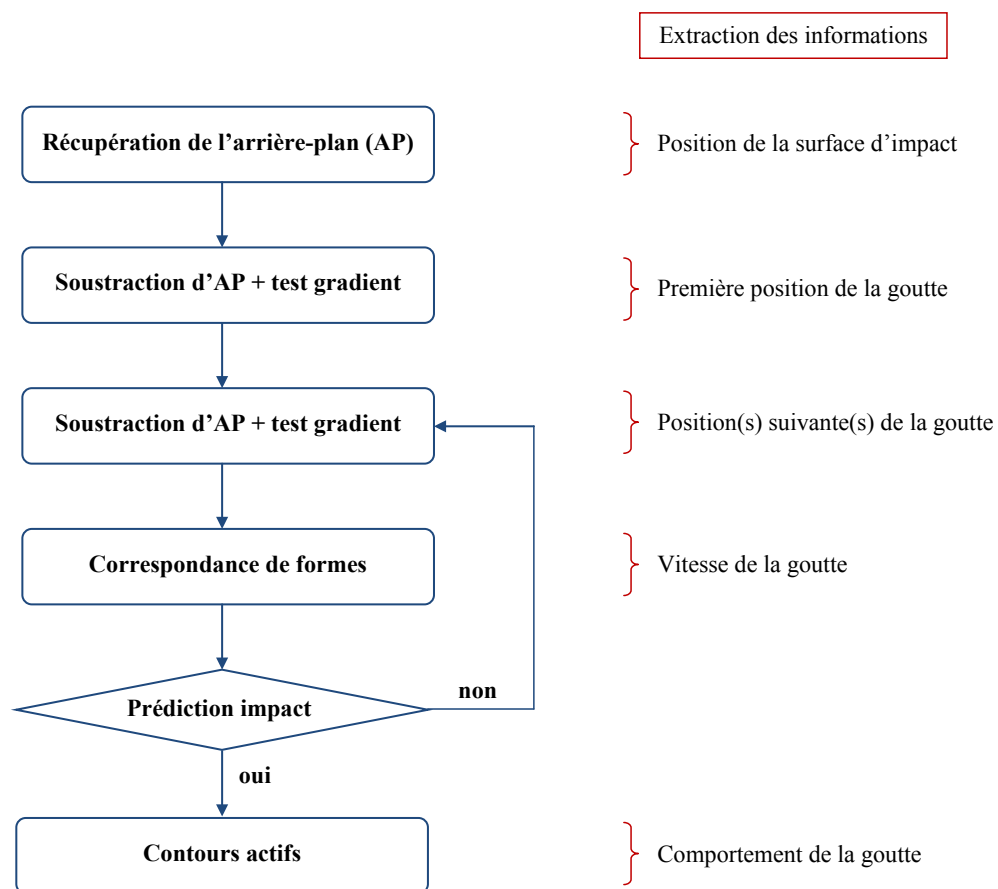 Extraction des informations
Récupération de l’arrière-plan (AP)
Position de la surface d’impact
Soustraction d’AP + test gradient
Première position de la goutte
Soustraction d’AP + test gradient
Position(s) suivante(s) de la goutte
Correspondance de formes
Vitesse de la goutte
Prédiction impact
non
oui
Contours actifs
Comportement de la goutte